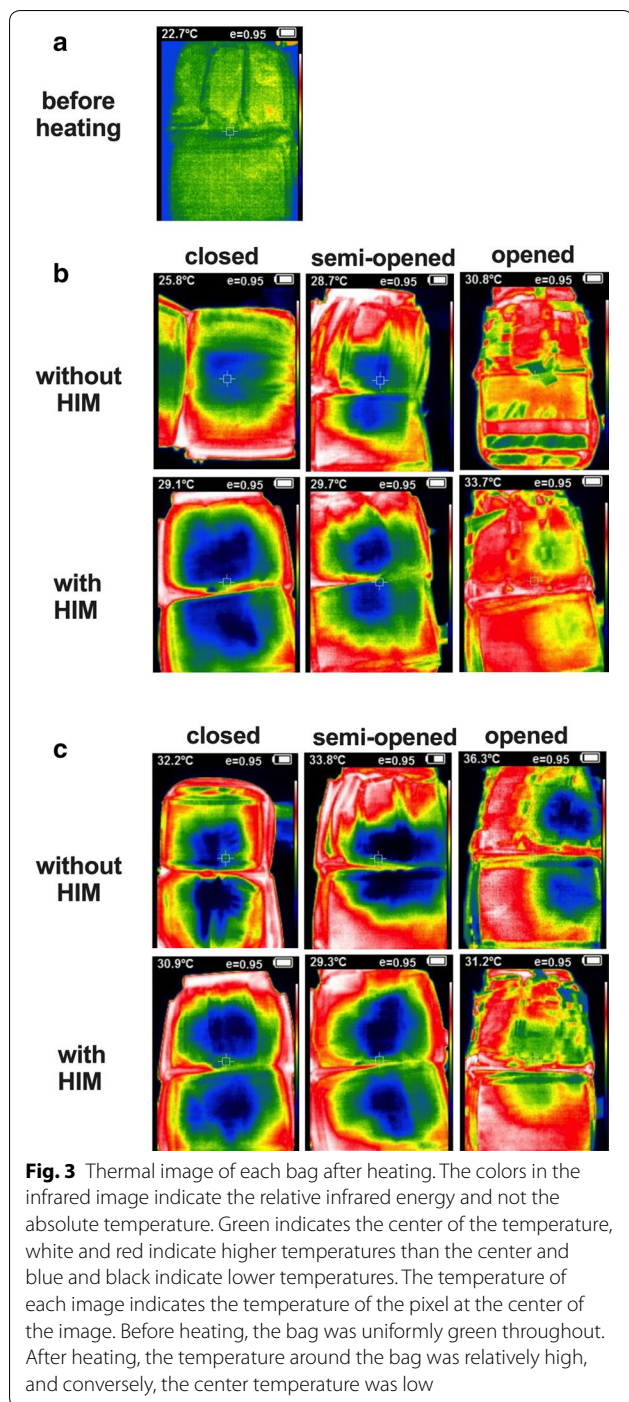 a
22.7°C e=0.95
before
heating
b
closed semi-opened opened
25.8°C e=0.95 28.7°C e=0.95 30.8°C e=0.95
without
HIM
29.1°C e=0.95 29.7°C e=0.95 33.7°C e=0.95
with
HIM
c
closed semi-opened opened
32.2°C e=0.95 33.8°C e=0.95 36.3°C e=0.95
without
HIM
30.9°C e=0.95 29.3°C e=0.95 31.2°C e=0.95
with
HIM
Fig. 3 Thermal image of each bag after heating. The colors in the
infrared image indicate the relative infrared energy and not the
absolute temperature. Green indicates the center of the temperature,
white and red indicate higher temperatures than the center and
blue and black indicate lower temperatures. The temperature of
each image indicates the temperature of the pixel at the center of
the image. Before heating, the bag was uniformly green throughout.
After heating, the temperature around the bag was relatively high,
and conversely, the center temperature was low